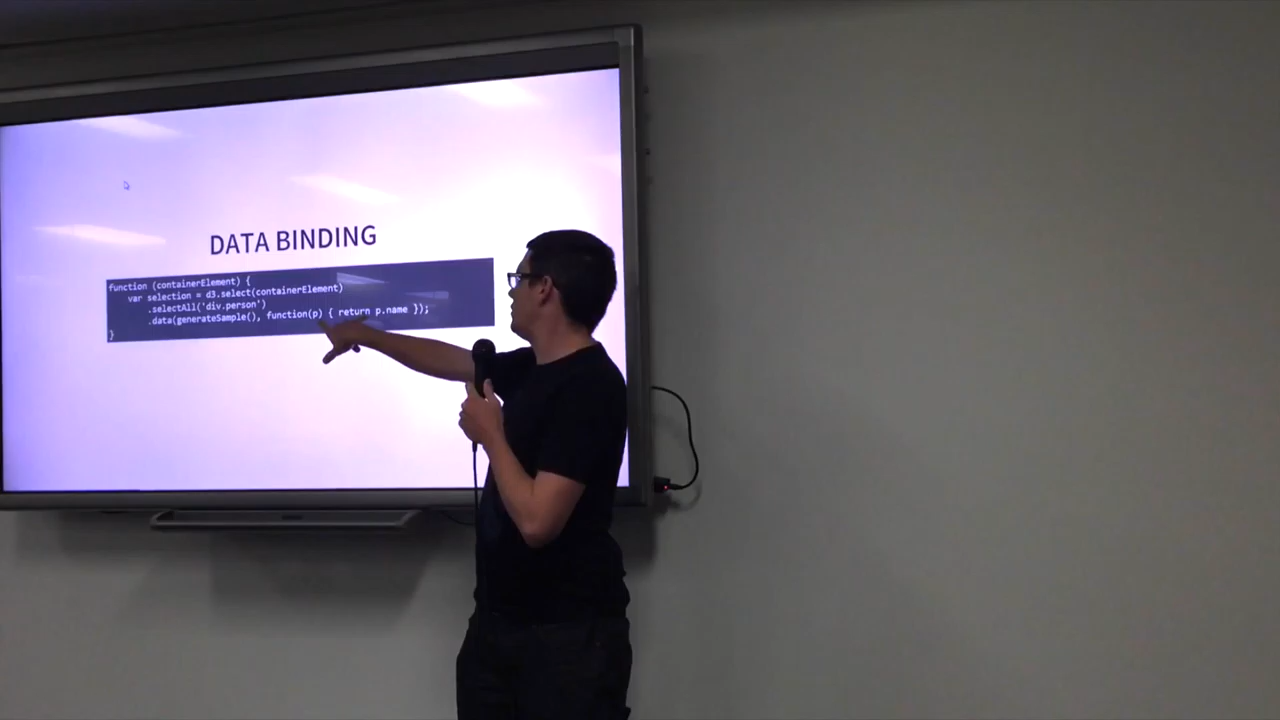 DATA BINDING
function (containerElement) {
var selection = d3.select(containerElement)
.selectAll('div.person')
.data(generateSample(), function(p) { return p.name });
}